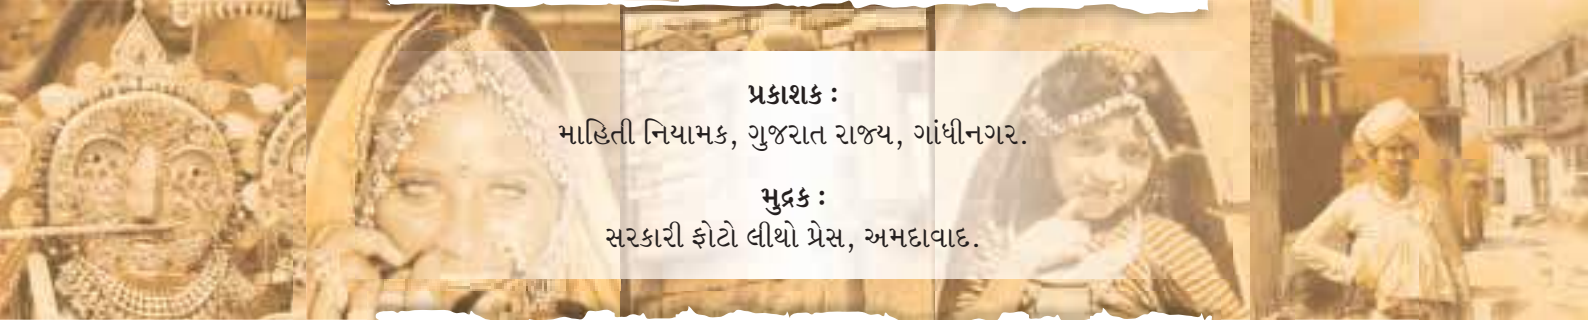 પ્રકાશક :
માહિતી નિયામક, ગુજરાત રાજ્ય, ગાંધીનગર.
મુદ્રક :
સરકારી ફોટો લીથો પ્રેસ, અમદાવાદ.